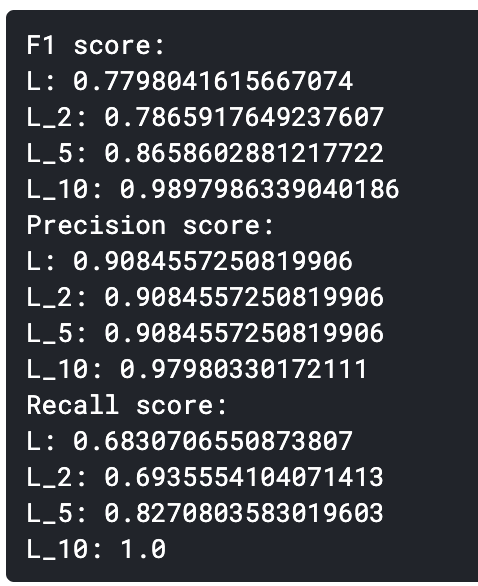 F1 score:
L: 0.7798041615667074
L_2: 0.7865917649237607
L_5: 0.8658602881217722
L_10: 0.9897986339040186
Precision score:
L: 0.9084557250819906
L_2: 0.9084557250819906
L_5: 0.9084557250819906
L_10: 0.97980330172111
Recall score:
L: 0.6830706550873807
L_2: 0.6935554104071413
L_5: 0.8270803583019603
L_10: 1.0